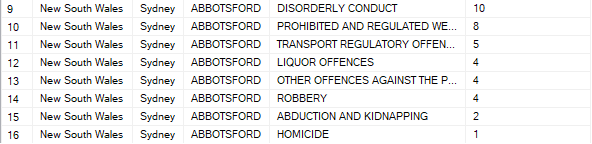 9 New South Wales Sydney ABBOTSFORD DISORDERLY CONDUCT 10
10 New South Wales Sydney ABBOTSFORD PROHIBITED AND REGULATED WE... 8
11 New South Wales Sydney ABBOTSFORD TRANSPORT REGULATORY OFFEN... 5
12 New South Wales Sydney ABBOTSFORD LIQUOR OFFENCES 4
13 New South Wales Sydney ABBOTSFORD OTHER OFFENCES AGAINST THE P... 4
14 New South Wales Sydney ABBOTSFORD ROBBERY 4
15 New South Wales Sydney ABBOTSFORD ABDUCTION AND KIDNAPPING 2
16 New South Wales Sydney ABBOTSFORD HOMICIDE 1